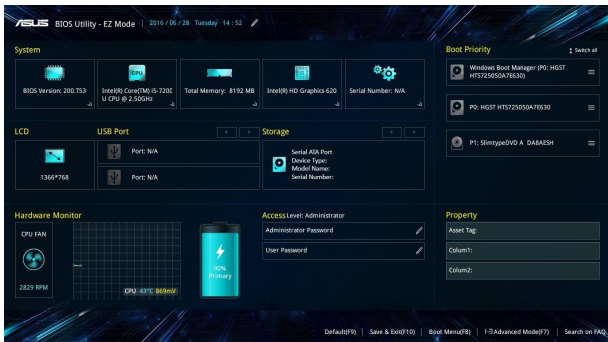 ASUS BIOS Utility - EZ Mode 2016 / 06 / 28 Tuesday 14 : 52
System
BIOS Version: 200.T53
CPU
Intel(R) Core(TM) i5-7200
U CPU @ 2.50GHz
Total Memory: 8192 MB
Intel(R) HD Graphics 620
Serial Number: N/A
LCD
1366*768
USB Port
Port: N/A
Port: N/A
Storage
Serial ATA Port
Device Type:
Model Name:
Serial Number:
Boot Priority
Switch all
Windows Boot Manager (P0: HGST
HTS725050A7E630)
P0: HGST HTS725050A7E630
P1: SlimtypeDVD A DA8AESH
Hardware Monitor
CPU FAN
2829 RPM
CPU 43°C 869mV
90%
Primary
Access Level: Administrator
Administrator Password
User Password
Property
Asset Tag:
Colum1:
Colum2:
Default(F9) | Save & Exit(F10) | Boot Menu(F8) | Advanced Mode(F7) | Search on FAQ